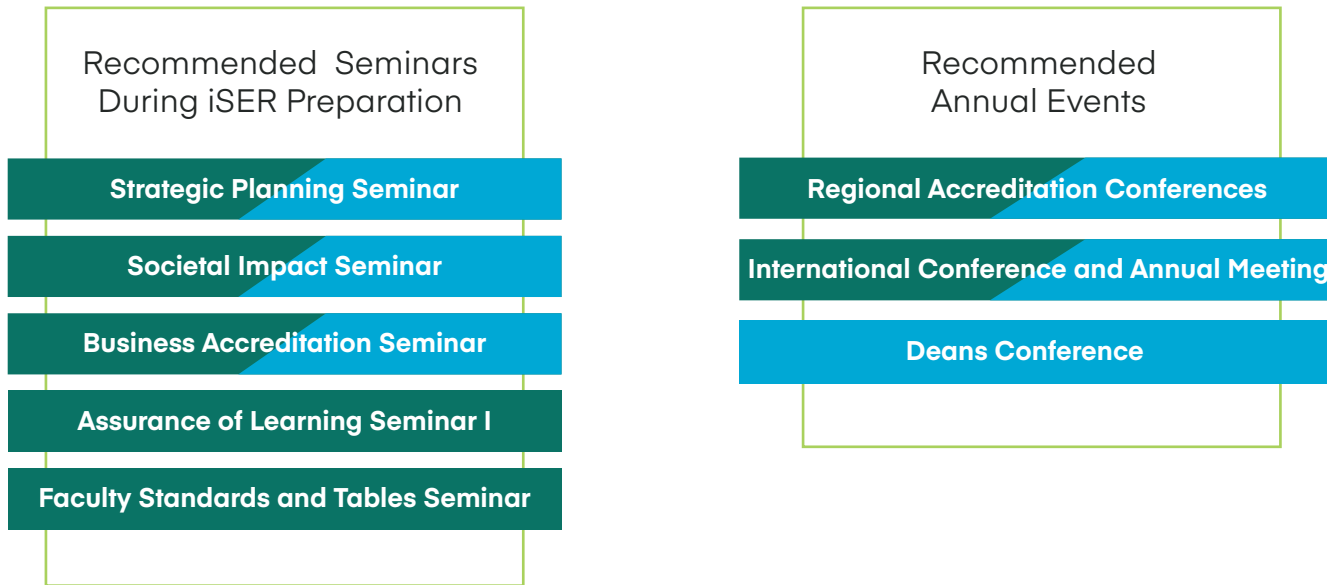 Recommended Seminars
During iSER Preparation
Strategic Planning Seminar
Societal Impact Seminar
Business Accreditation Seminar
Assurance of Learning Seminar I
Faculty Standards and Tables Seminar
Recommended
Annual Events
Regional Accreditation Conferences
International Conference and Annual Meeting
Deans Conference